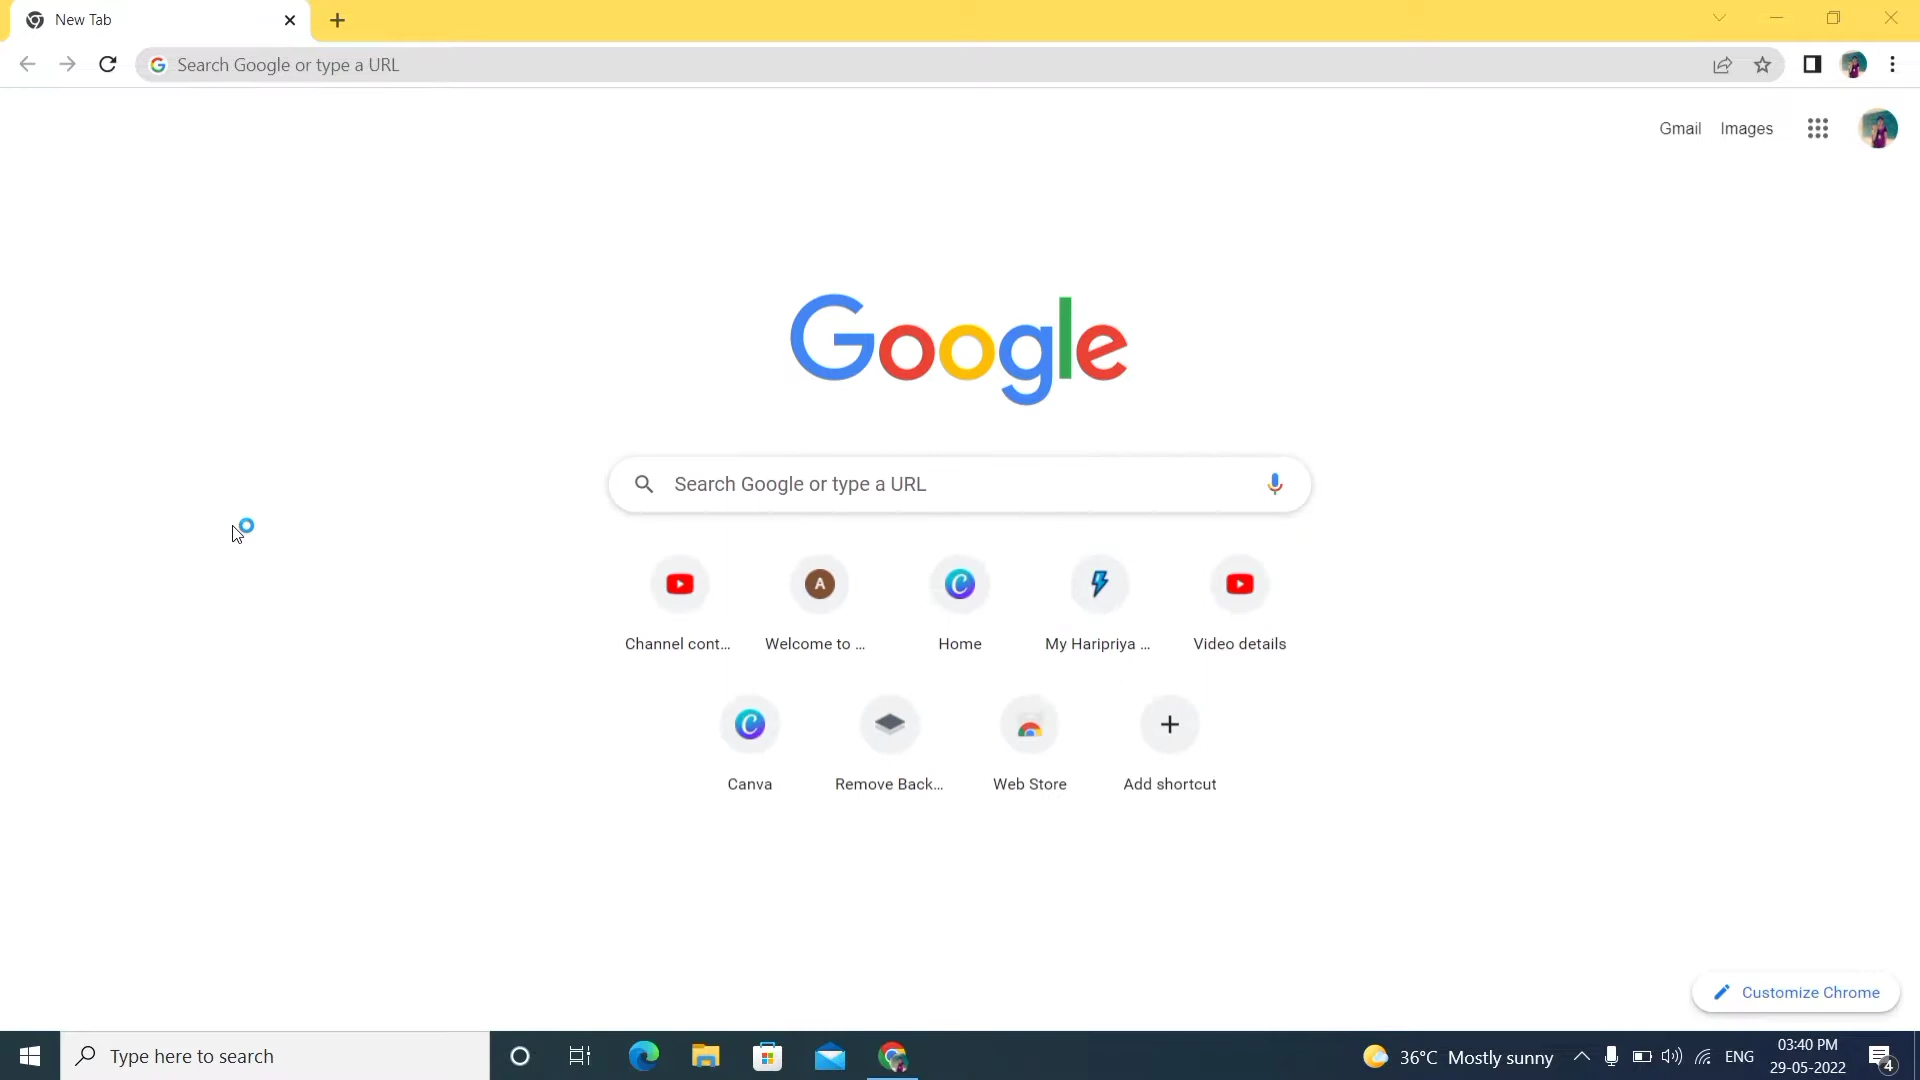 New Tab
Search Google or type a URL
Gmail Images
Google
Search Google or type a URL
A
Channel cont... Welcome to ... Home My Haripriya ... Video details
Canva Remove Back... Web Store Add shortcut
Customize Chrome
Type here to search
36°C Mostly sunny
ENG
03:40 PM
29-05-2022
4